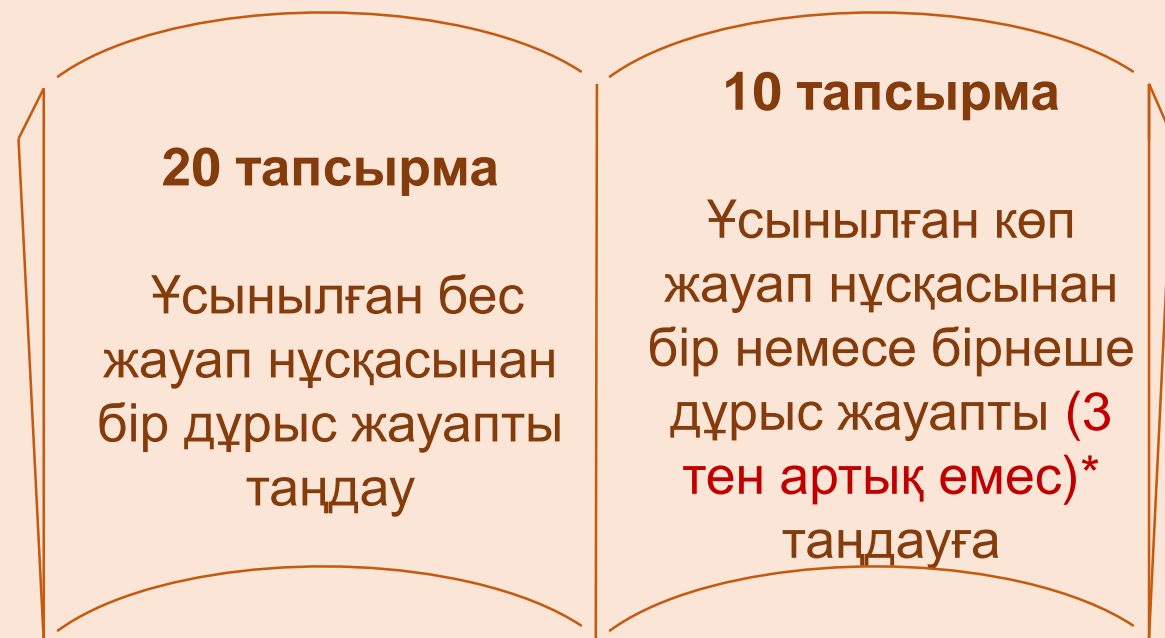 20 тапсырма
Ұсынылған бес
жауап нұсқасынан
бір дұрыс жауапты
таңдау
10 тапсырма
Ұсынылған көп
жауап нұсқасынан
бір немесе бірнеше
дұрыс жауапты (3
тен артық емес)*
таңдауға